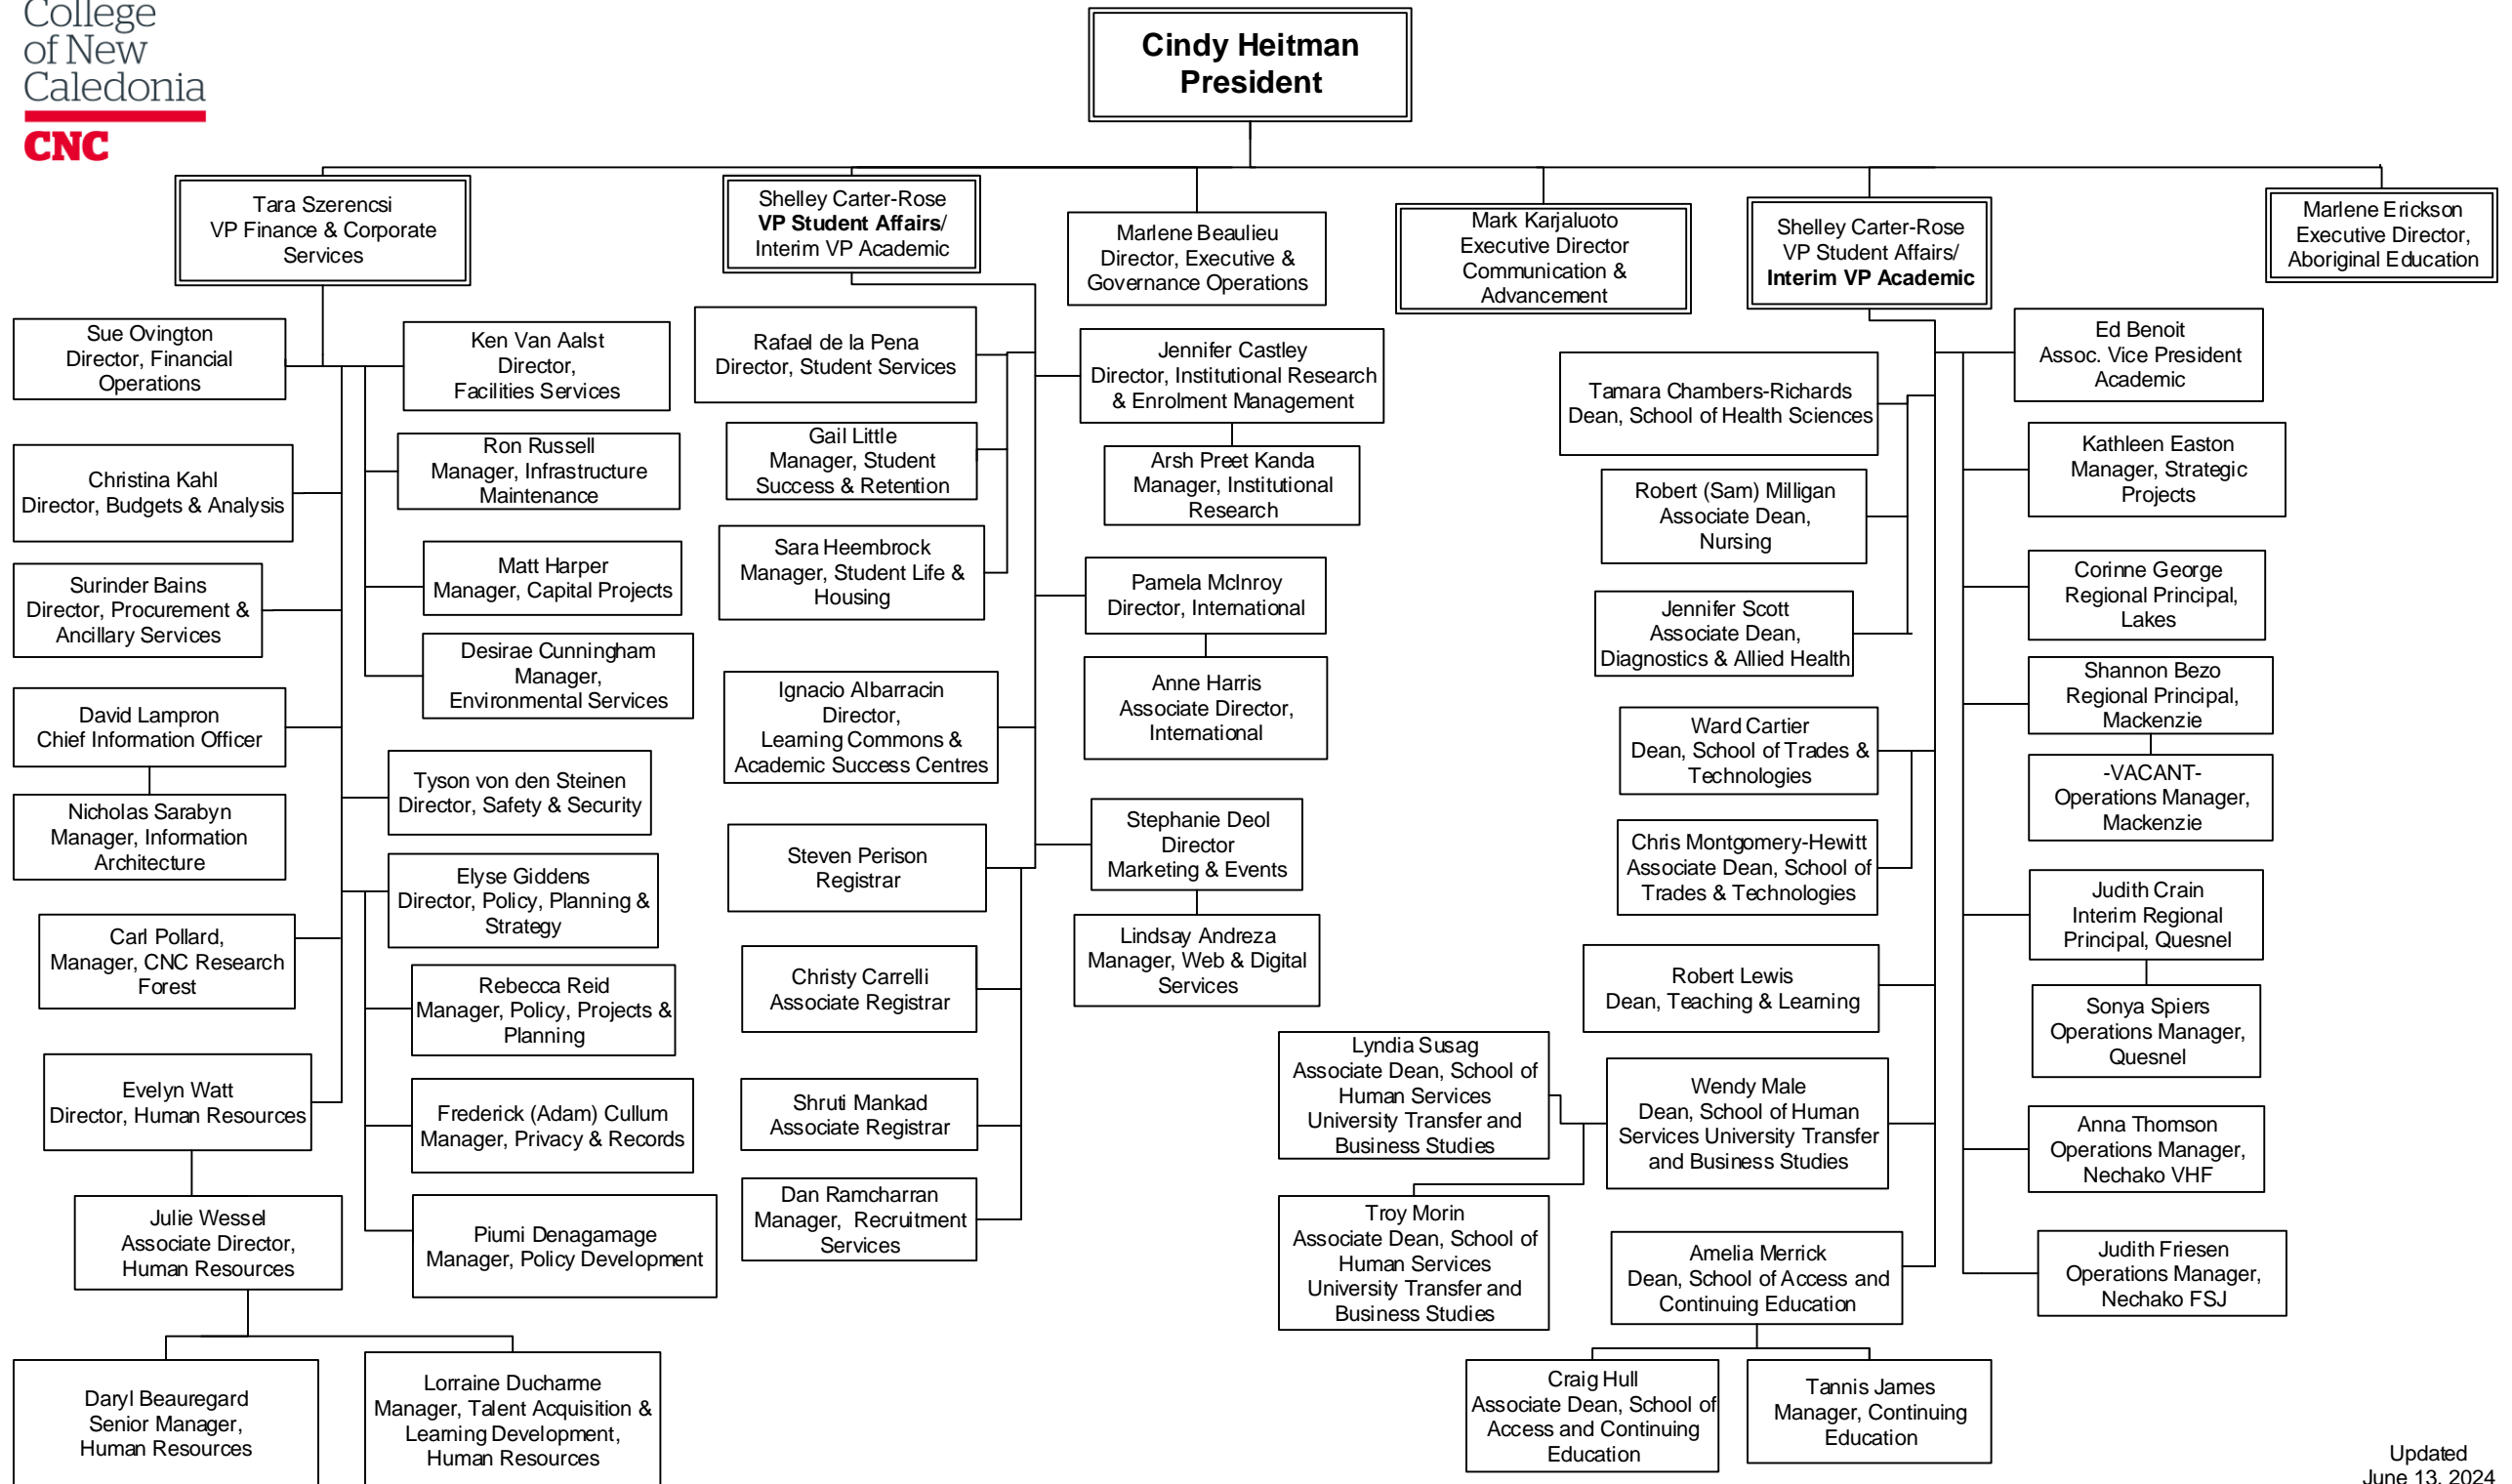 College
of New
Caledonia
CNC
Cindy Heitman
President
Tara Szerencsi
VP Finance & Corporate
Services
Shelley Carter-Rose
VP Student Affairs/
Interim VP Academic
Marlene Beaulieu
Director, Executive &
Governance Operations
Mark Karjaluoto
Executive Director
Communication &
Advancement
Shelley Carter-Rose
VP Student Affairs/
Interim VP Academic
Marlene Erickson
Executive Director,
Aboriginal Education
Sue Ovington
Director, Financial
Operations
Christina Kahl
Director, Budgets & Analysis
Surinder Bains
Director, Procurement &
Ancillary Services
David Lampron
Chief Information Officer
Nicholas Sarabyn
Manager, Information
Architecture
Carl Pollard,
Manager, CNC Research
Forest
Evelyn Watt
Director, Human Resources
Julie Wessel
Associate Director,
Human Resources
Daryl Beauregard
Senior Manager,
Human Resources
Lorraine Ducharme
Manager, Talent Acquisition &
Learning Development,
Human Resources
Ken Van Aalst
Director,
Facilities Services
Ron Russell
Manager, Infrastructure
Maintenance
Matt Harper
Manager, Capital Projects
Desirae Cunningham
Manager,
Environmental Services
Tyson von den Steinen
Director, Safety & Security
Elyse Giddens
Director, Policy, Planning &
Strategy
Rebecca Reid
Manager, Policy, Projects &
Planning
Frederick (Adam) Cullum
Manager, Privacy & Records
Piumi Denagamage
Manager, Policy Development
Rafael de la Pena
Director, Student Services
Gail Little
Manager, Student
Success & Retention
Sara Heembrock
Manager, Student Life &
Housing
Ignacio Albarracin
Director,
Learning Commons &
Academic Success Centres
Steven Perison
Registrar
Christy Carrelli
Associate Registrar
Shruti Mankad
Associate Registrar
Dan Ramcharran
Manager, Recruitment
Services
Jennifer Castley
Director, Institutional Research
& Enrolment Management
Arsh Preet Kanda
Manager, Institutional
Research
Pamela McInroy
Director, International
Anne Harris
Associate Director,
International
Stephanie Deol
Director
Marketing & Events
Lindsay Andreza
Manager, Web & Digital
Services
Tamara Chambers-Richards
Dean, School of Health Sciences
Robert (Sam) Milligan
Associate Dean,
Nursing
Jennifer Scott
Associate Dean,
Diagnostics & Allied Health
Ward Cartier
Dean, School of Trades &
Technologies
Chris Montgomery-Hewitt
Associate Dean, School of
Trades & Technologies
Robert Lewis
Dean, Teaching & Learning
Lyndia Susag
Associate Dean, School of
Human Services
University Transfer and
Business Studies
Wendy Male
Dean, School of Human
Services University Transfer
and Business Studies
Troy Morin
Associate Dean, School of
Human Services
University Transfer and
Business Studies
Amelia Merrick
Dean, School of Access and
Continuing Education
Craig Hull
Associate Dean, School of
Access and Continuing
Education
Tannis James
Manager, Continuing
Education
Ed Benoit
Assoc. Vice President
Academic
Kathleen Easton
Manager, Strategic
Projects
Corinne George
Regional Principal,
Lakes
Shannon Bezo
Regional Principal,
Mackenzie
-VACANT-
Operations Manager,
Mackenzie
Judith Crain
Interim Regional
Principal, Quesnel
Sonya Spiers
Operations Manager,
Quesnel
Anna Thomson
Operations Manager,
Nechako VHF
Judith Friesen
Operations Manager,
Nechako FSJ
Updated
June 13, 2024